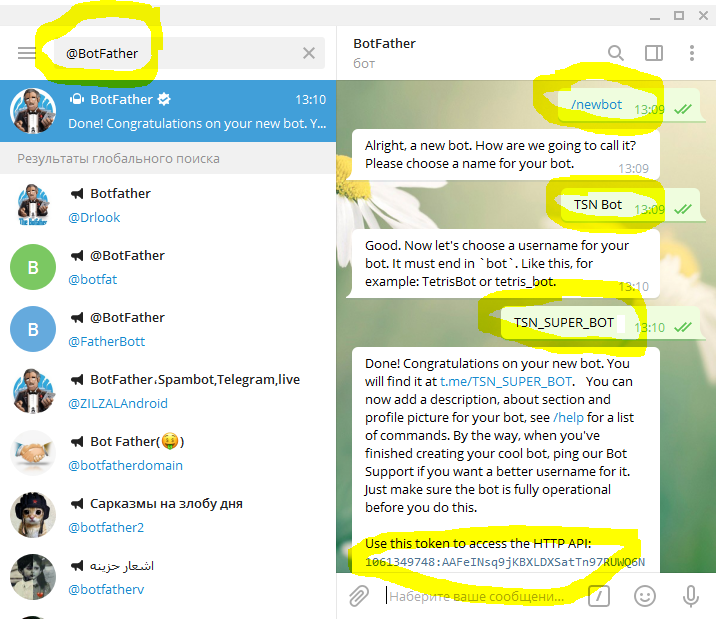 @BotFather
BotFather
13:10
Done! Congratulations on your new bot. Y...
Результаты глобального поиска
Botfather
@Drlook
B
@BotFather
@botfat
B
@BotFather
@FatherBott
BotFather،Spambot,Telegram,live
@ZILZALAndroid
Bot Father(🤑)
@botfatherdomain
Сарказмы на злобу дня
@botfather2
اشعار حزينه
@botfatherv
BotFather
бот
/newbot
13:09
Alright, a new bot. How are we going to call it?
Please choose a name for your bot.
13:09
TSN Bot
13:09
Good. Now let's choose a username for your
bot. It must end in `bot`. Like this, for
example: TetrisBot or tetris_bot.
13:10
TSN_SUPER_BOT
13:10
Done! Congratulations on your new bot. You
will find it at t.me/TSN_SUPER_BOT. You can
now add a description, about section and
profile picture for your bot, see /help for a list
of commands. By the way, when you've
finished creating your cool bot, ping our Bot
Support if you want a better username for it.
Just make sure the bot is fully operational
before you do this.
Use this token to access the HTTP API:
1061349748:AAFeINsq9jKBXLDXSatTn97RUWQ6N
Наберите ваше сообщени...